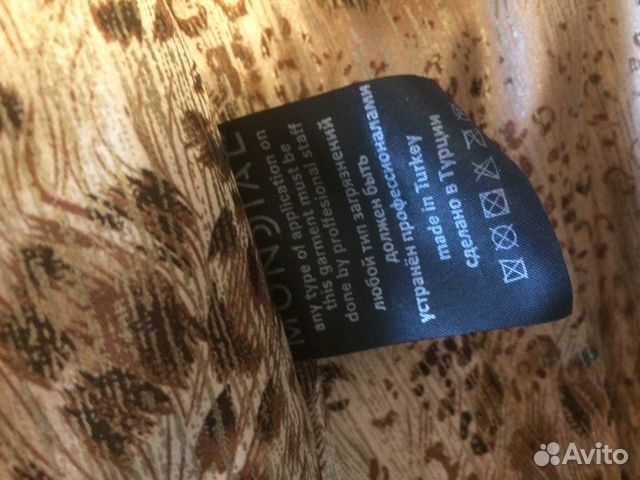 MONDIAL
any type of application on
this garment must be
done by proffesional staff
любой тип загрязнений
должен быть
устранён профессионалами
made in Turkey
сделано в Турции
Avito